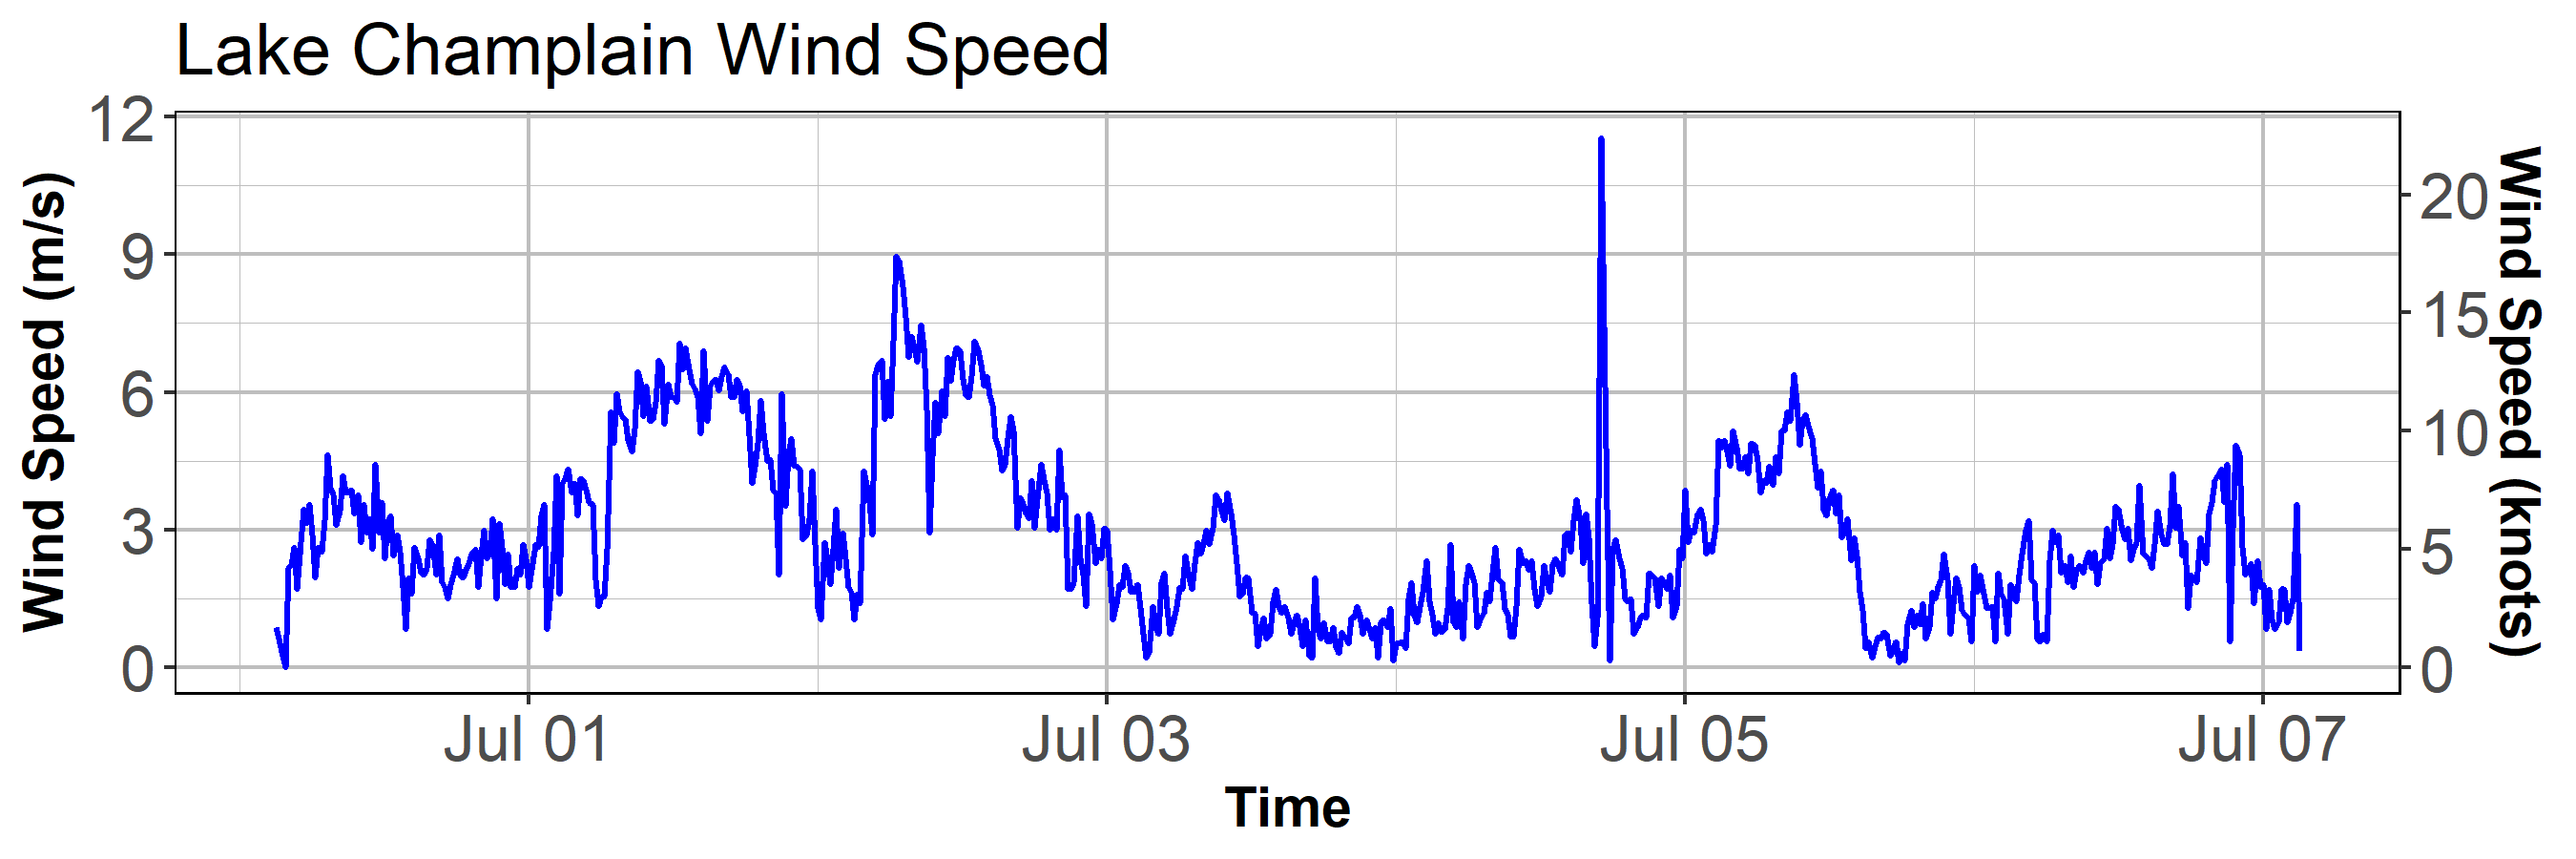 Lake Champlain Wind Speed
Wind Speed (m/s)
12
9
6
3
0
Wind Speed (knots)
20
15
10
5
0
Jul 01
Jul 03
Jul 05
Jul 07
Time